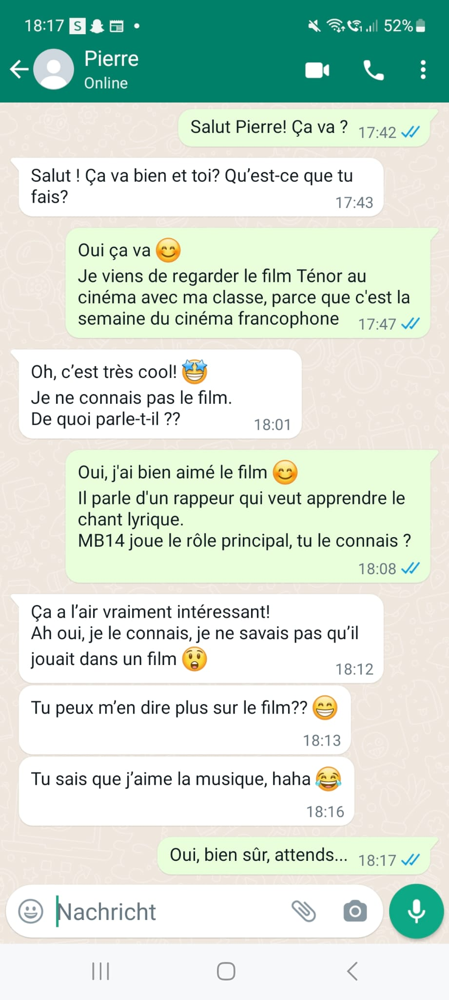 18:17 S 52%
Pierre
Online
Salut Pierre! Ça va ? 17:42
Salut ! Ça va bien et toi? Qu’est-ce que tu
fais?
17:43
Oui ça va 😊
Je viens de regarder le film Ténor au
cinéma avec ma classe, parce que c'est la
semaine du cinéma francophone 17:47
Oh, c’est très cool! 🤩
Je ne connais pas le film.
De quoi parle-t-il ??
18:01
Oui, j'ai bien aimé le film 😊
Il parle d'un rappeur qui veut apprendre le
chant lyrique.
MB14 joue le rôle principal, tu le connais ?
18:08
Ça a l’air vraiment intéressant!
Ah oui, je le connais, je ne savais pas qu’il
jouait dans un film 😲
18:12
Tu peux m’en dire plus sur le film?? 😁
18:13
Tu sais que j’aime la musique, haha 😂
18:16
Oui, bien sûr, attends... 18:17
Nachricht